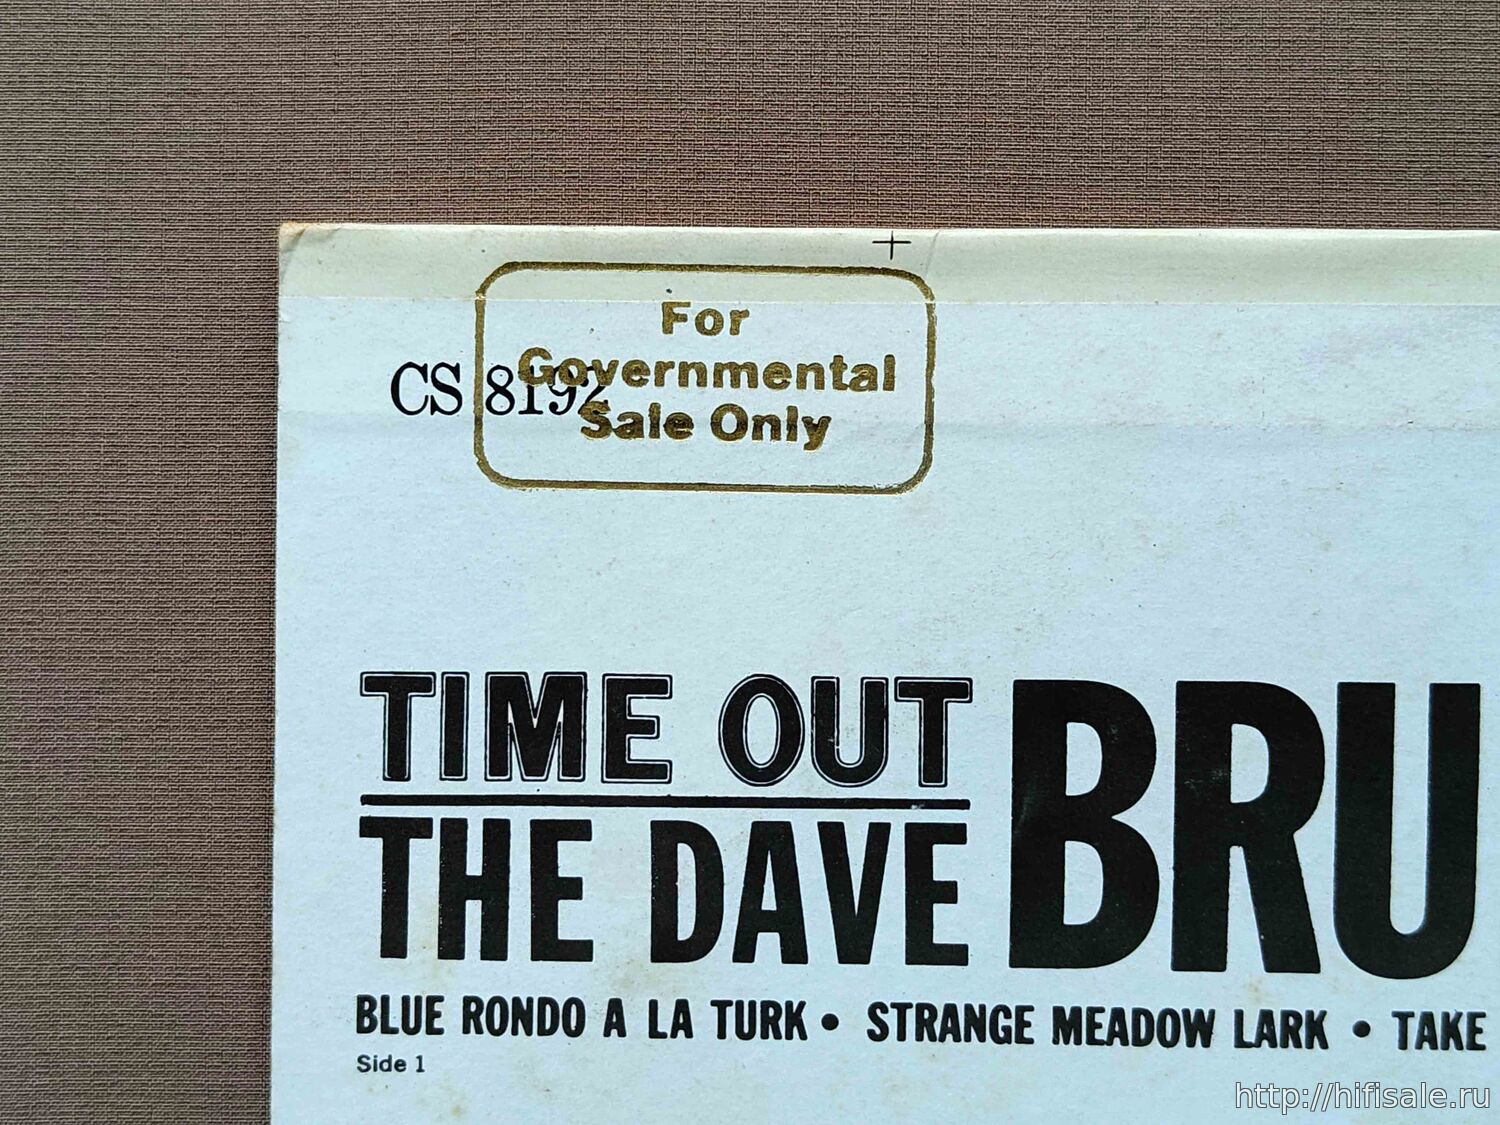 For
Governmental
Sale Only
CS 8192
TIME OUT
THE DAVE BRU
BLUE RONDO A LA TURK • STRANGE MEADOW LARK • TAKE
Side 1
http://hifisale.ru